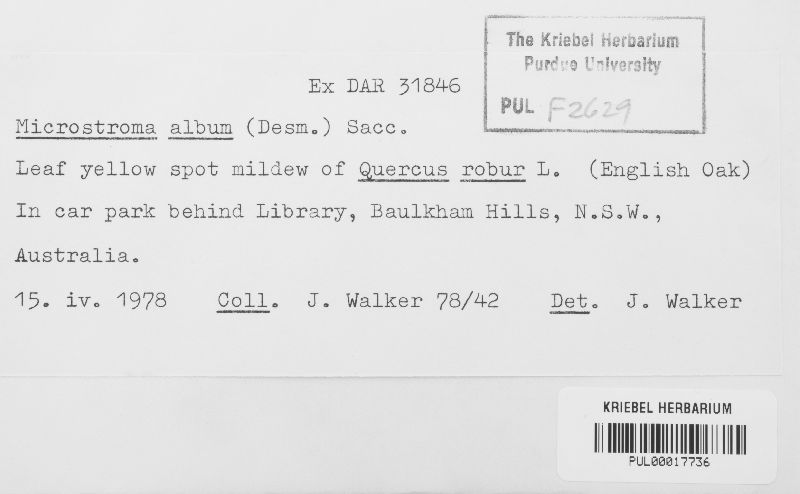 The Kriebel Herbarium
Purdue University
PUL F2629
Ex DAR 31846
Microstroma album (Desm.) Sacc.
Leaf yellow spot mildew of Quercus robur L. (English Oak)
In car park behind Library, Baulkham Hills, N.S.W.,
Australia.
15. iv. 1978 Coll. J. Walker 78/42 Det. J. Walker
KRIEBEL HERBARIUM
PUL00017736